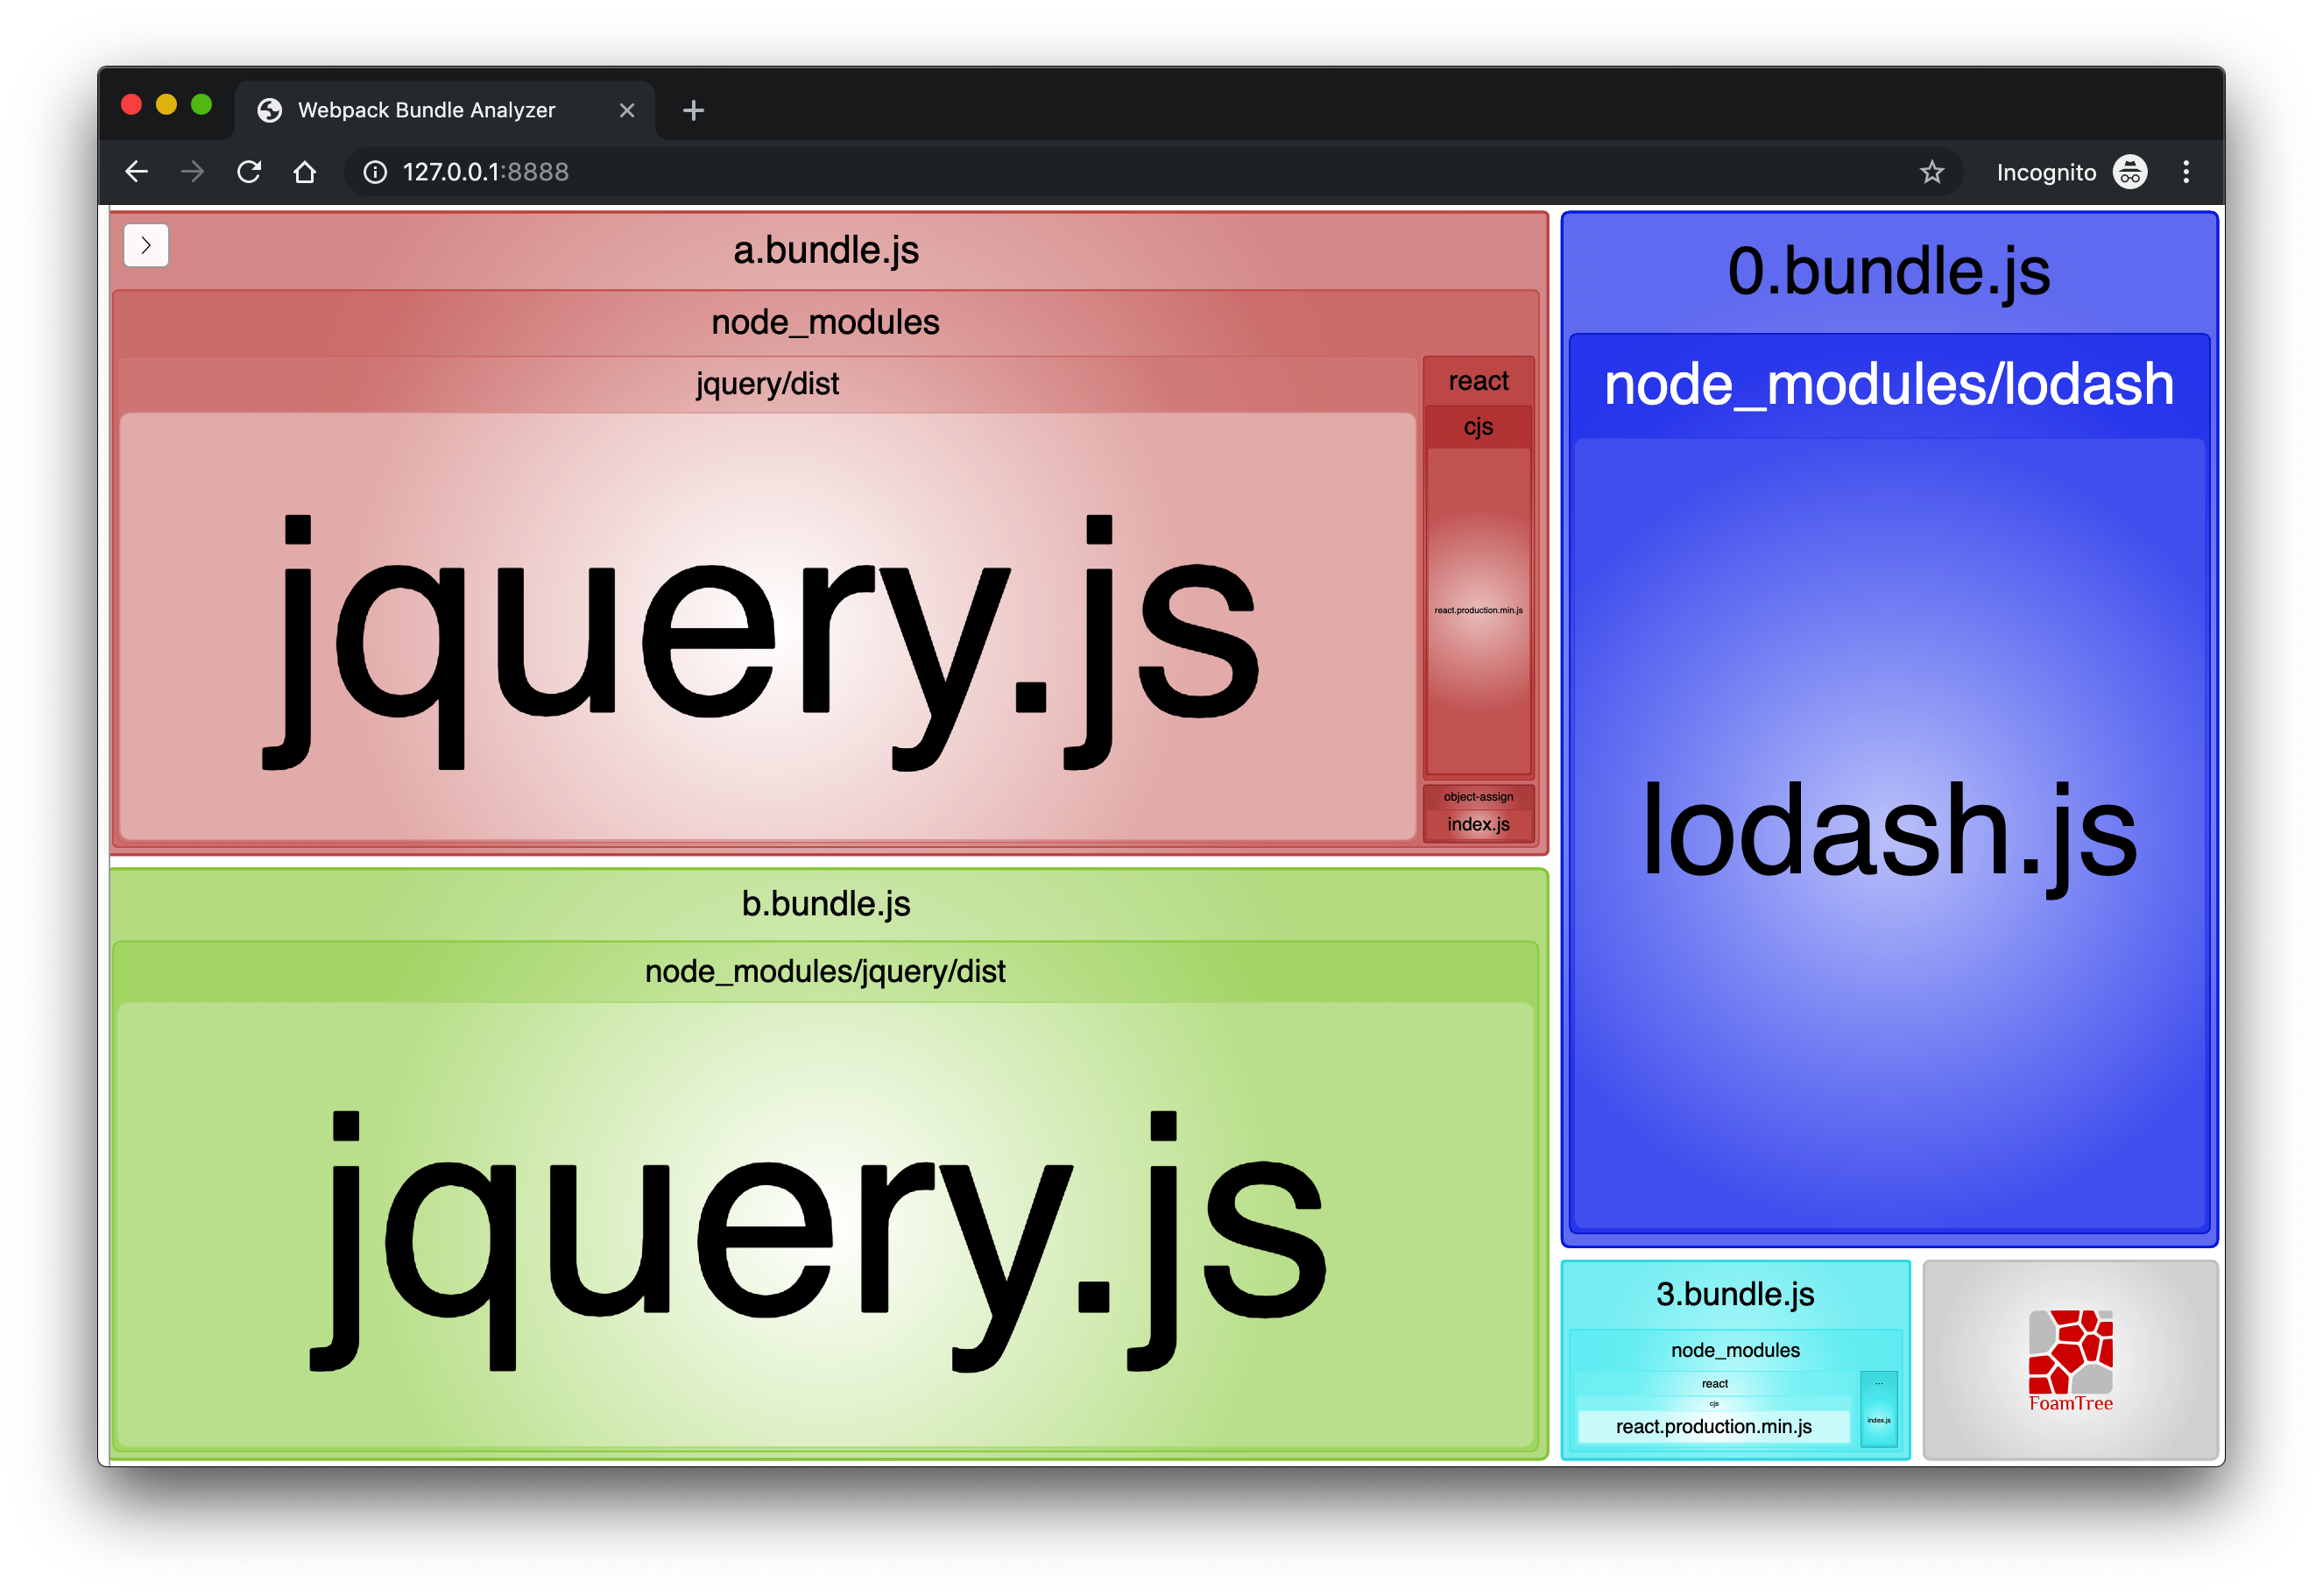 Webpack Bundle Analyzer
127.0.0.1:8888
Incognito
a.bundle.js
node_modules
jquery/dist
jquery.js
react
cjs
react.production.min.js
object-assign
index.js
b.bundle.js
node_modules/jquery/dist
jquery.js
0.bundle.js
node_modules/lodash
lodash.js
3.bundle.js
node_modules
react
cjs
react.production.min.js
...
index.js
FoamTree